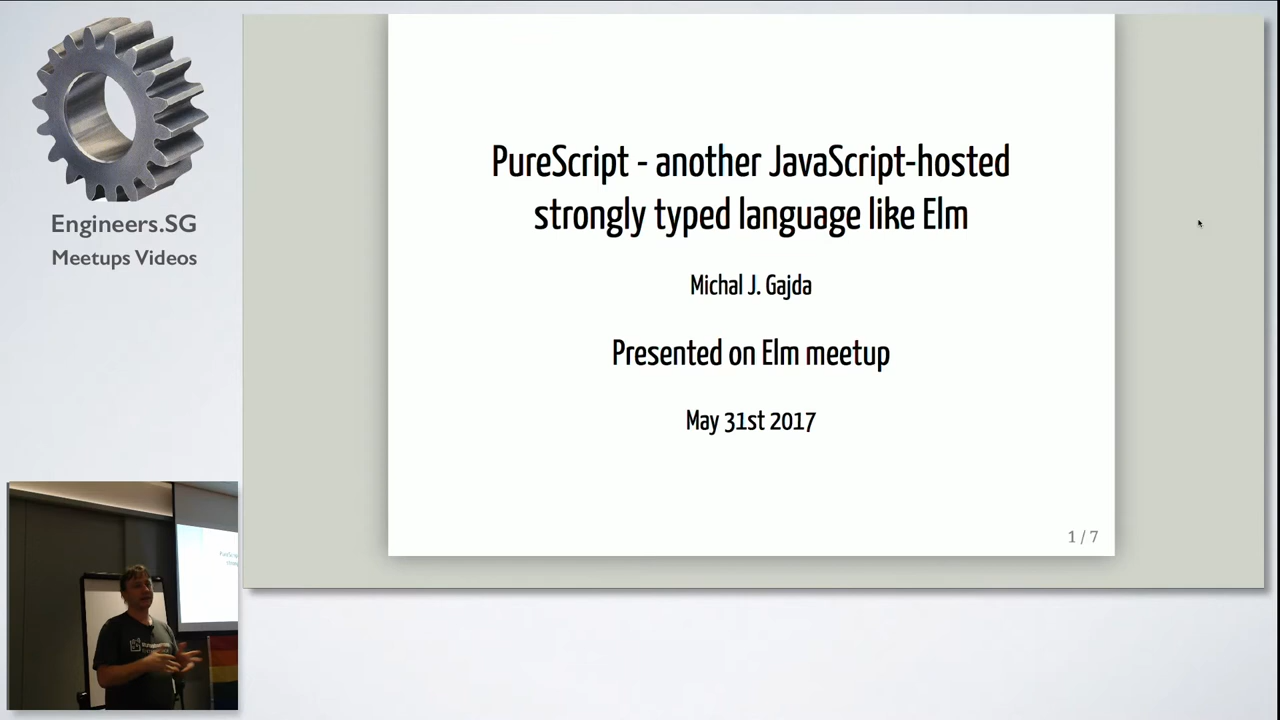 Engineers.SG
Meetups Videos
PureScript - another JavaScript-hosted
strongly typed language like Elm
Michal J. Gajda
Presented on Elm meetup
May 31st 2017
1 / 7